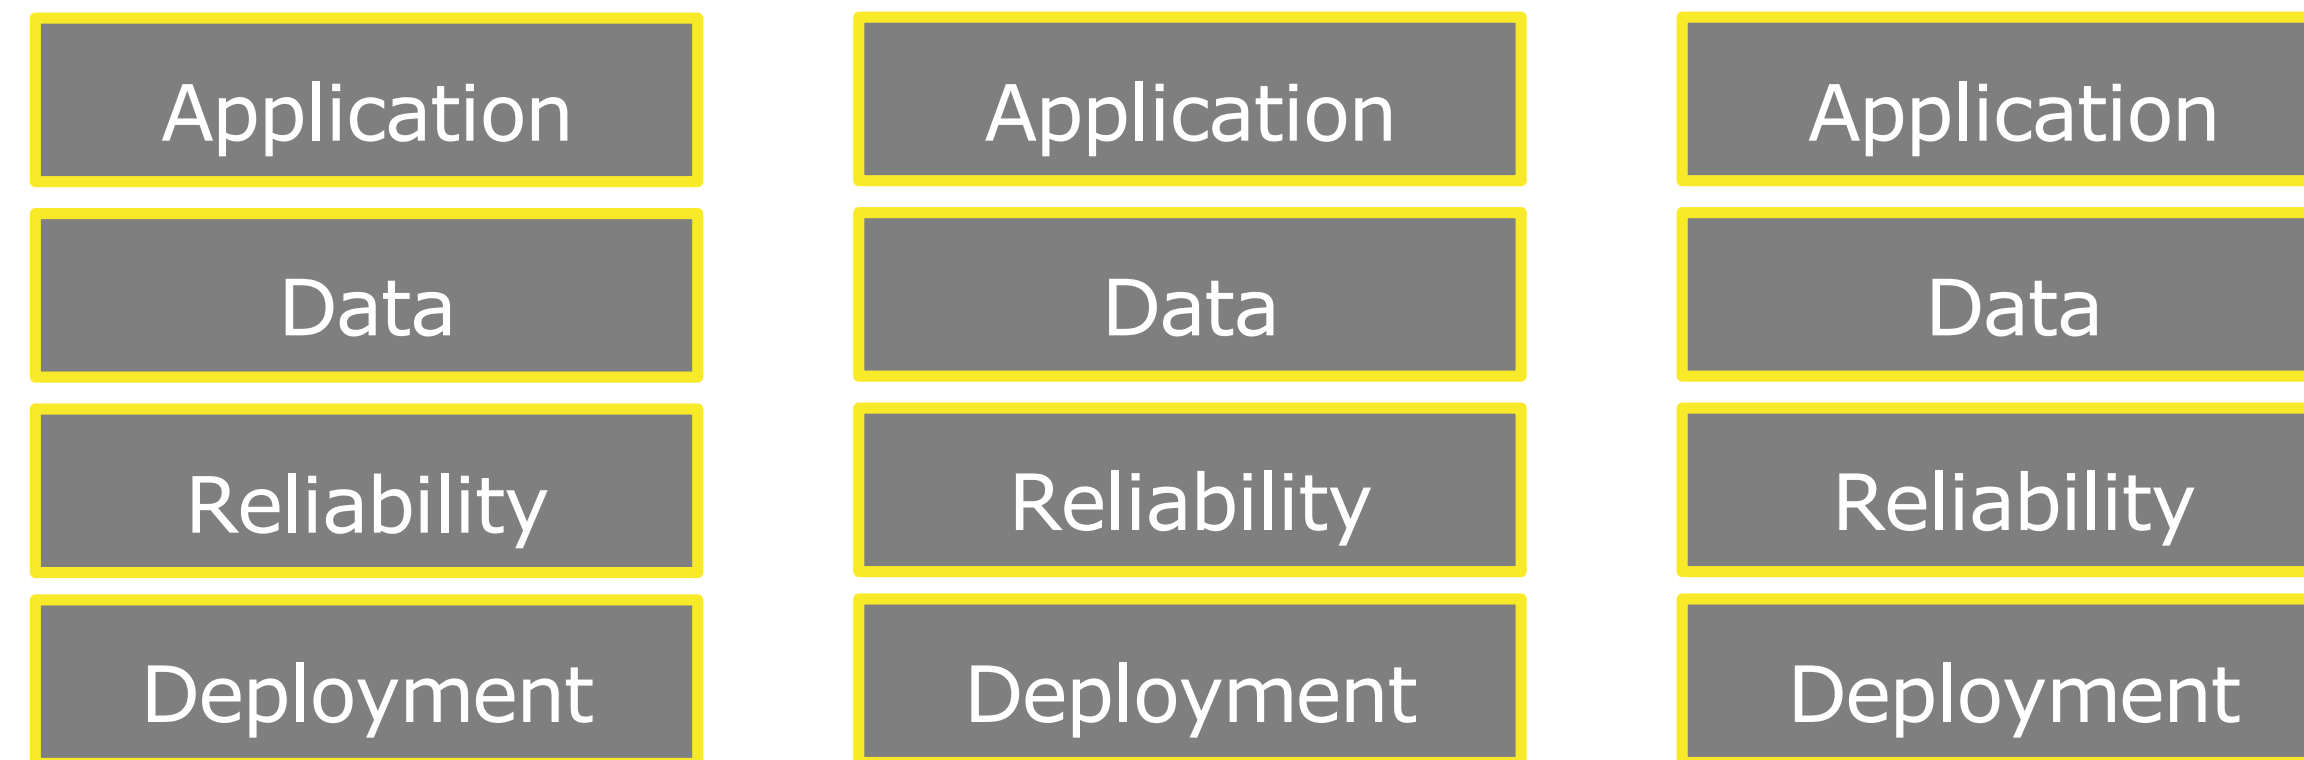 Application Application Application
Data Data Data
Reliability Reliability Reliability
Deployment Deployment Deployment